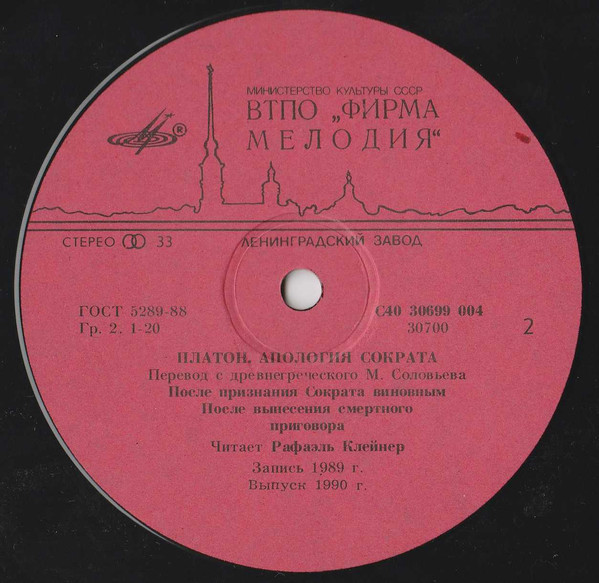 МИНИСТЕРСТВО КУЛЬТУРЫ СССР
ВТПО „ФИРМА
МЕЛОДИЯ“
®
СТЕРЕО 33
ЛЕНИНГРАДСКИЙ ЗАВОД
ГОСТ 5289-88
Гр. 2. 1-20
С40 30699 004
30700
2
ПЛАТОН. АПОЛОГИЯ СОКРАТА
Перевод с древнегреческого М. Соловьева
После признания Сократа виновным
После вынесения смертного
приговора
Читает Рафаэль Клейнер
Запись 1989 г.
Выпуск 1990 г.